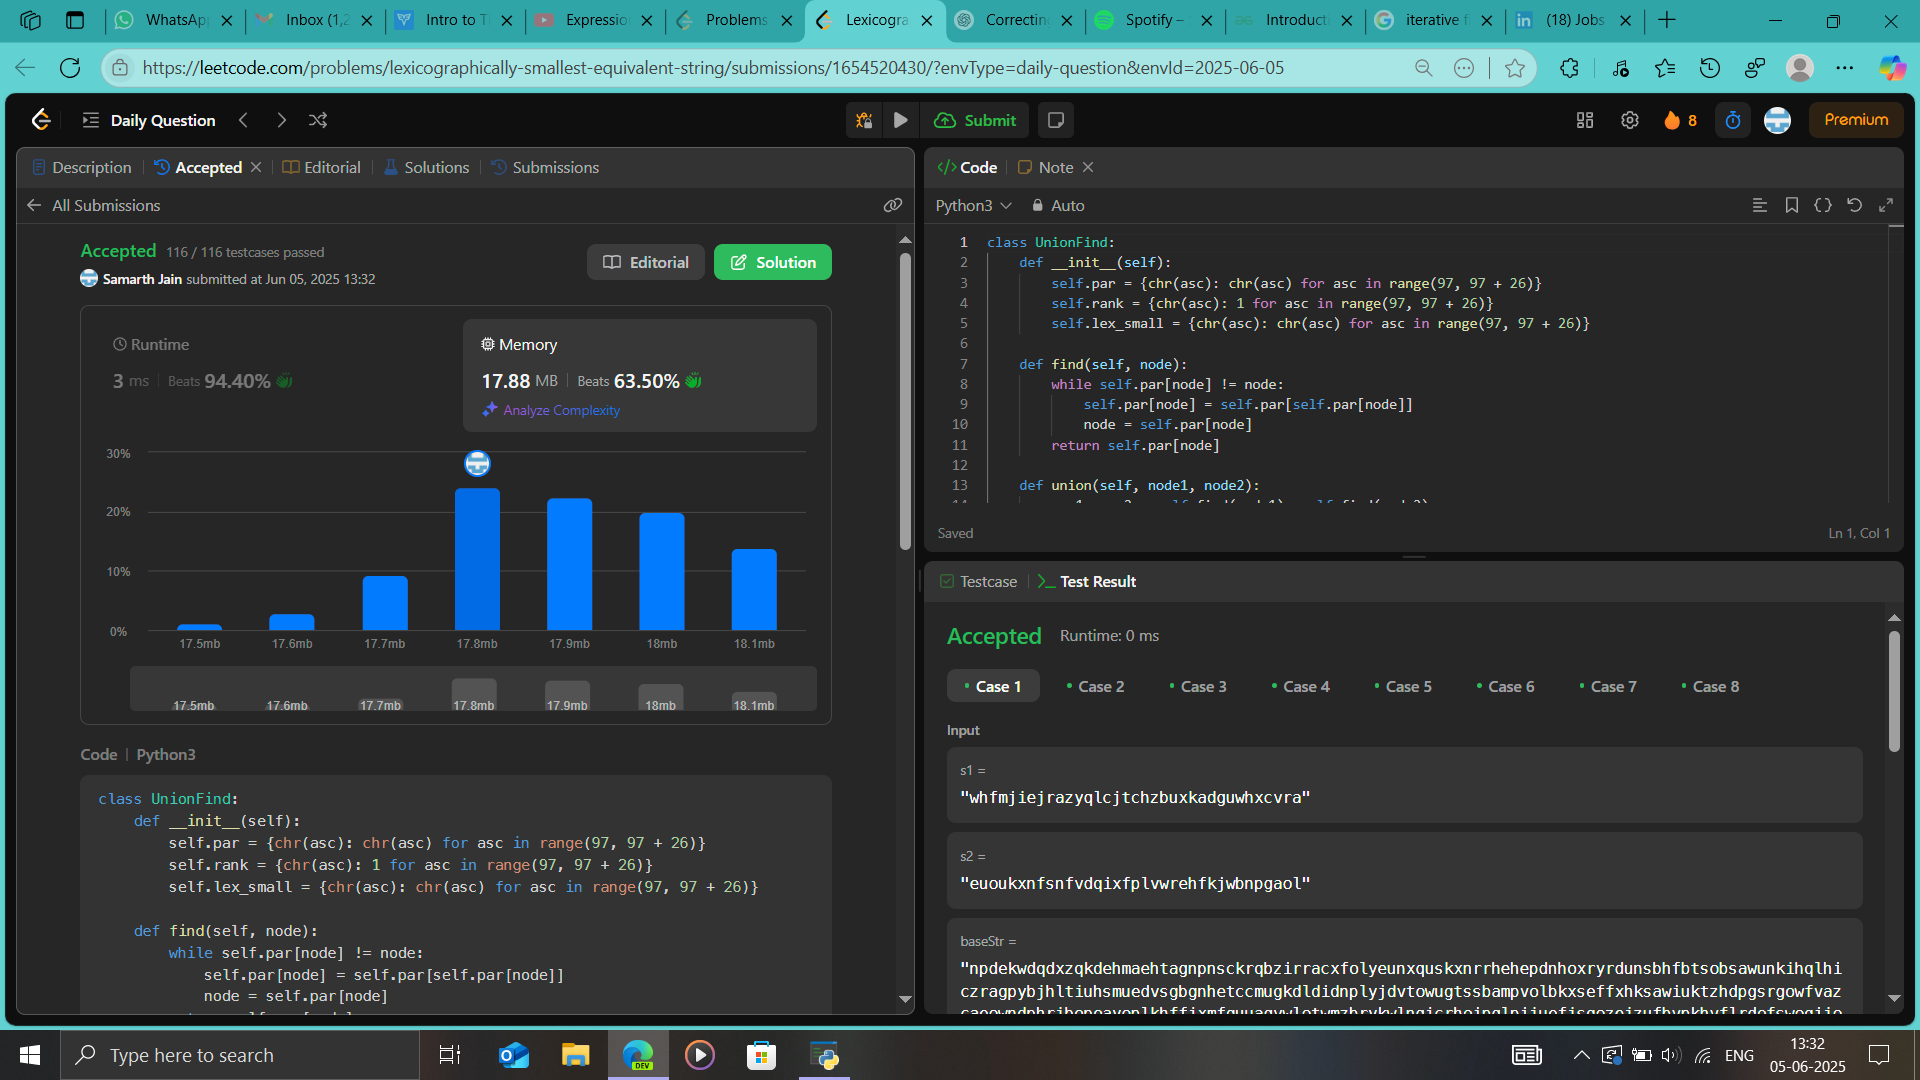 WhatsApp
Inbox (1,2
Intro to T
Expressio
Problems
Lexicogra
Correctin
Spotify –
Introducti
iterative f
(18) Jobs
https://leetcode.com/problems/lexicographically-smallest-equivalent-string/submissions/1654520430/?envType=daily-question&envId=2025-06-05
Daily Question
Submit
8
Premium
Description
Accepted
Editorial
Solutions
Submissions
All Submissions
Accepted 116 / 116 testcases passed
Samarth Jain submitted at Jun 05, 2025 13:32
Editorial
Solution
Runtime
3 ms Beats 94.40%
Memory
17.88 MB Beats 63.50%
Analyze Complexity
30%
20%
10%
0%
17.5mb 17.6mb 17.7mb 17.8mb 17.9mb 18mb 18.1mb
17.5mb 17.6mb 17.7mb 17.8mb 17.9mb 18mb 18.1mb
Code | Python3
class UnionFind:
def __init__(self):
self.par = {chr(asc): chr(asc) for asc in range(97, 97 + 26)}
self.rank = {chr(asc): 1 for asc in range(97, 97 + 26)}
self.lex_small = {chr(asc): chr(asc) for asc in range(97, 97 + 26)}
def find(self, node):
while self.par[node] != node:
self.par[node] = self.par[self.par[node]]
node = self.par[node]
Code
Note
Python3
Auto
1 class UnionFind:
2 def __init__(self):
3 self.par = {chr(asc): chr(asc) for asc in range(97, 97 + 26)}
4 self.rank = {chr(asc): 1 for asc in range(97, 97 + 26)}
5 self.lex_small = {chr(asc): chr(asc) for asc in range(97, 97 + 26)}
6
7 def find(self, node):
8 while self.par[node] != node:
9 self.par[node] = self.par[self.par[node]]
10 node = self.par[node]
11 return self.par[node]
12
13 def union(self, node1, node2):
Saved
Ln 1, Col 1
Testcase
Test Result
Accepted Runtime: 0 ms
Case 1
Case 2
Case 3
Case 4
Case 5
Case 6
Case 7
Case 8
Input
s1 =
"whfmjiejrazyqlcjtchzbuxkadguwhxcvra"
s2 =
"euoukxnfsnfvdqixfplvwrehfkjwbnpgaol"
baseStr =
"npdekwdqdxzqkdehmaehtagnpnsckrqbzirracxfolyeunxquskxnrrhehepdnhoxryrdunsbhfbtsobsawunkihqlhi
czragpybjhltiuhsmuedvsgbgnhetccmugkdldidnplyjdvtowugtssbampvolbkxseffxhksawiuktzhdpgsrgowfvaz
Type here to search
DEV
ENG
13:32
05-06-2025